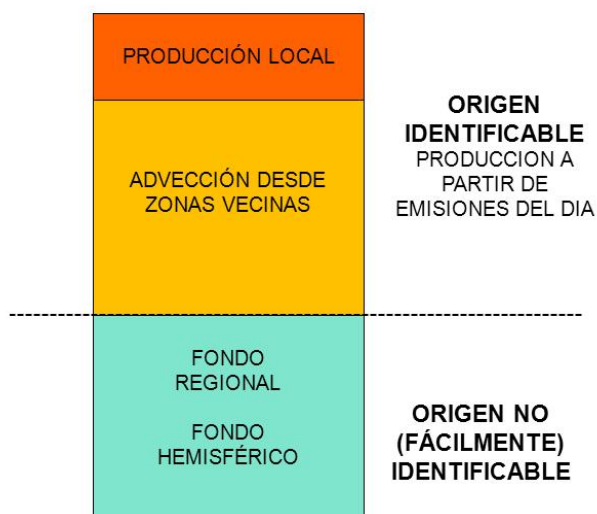 PRODUCCIÓN LOCAL
ADVECCIÓN DESDE
ZONAS VECINAS
ORIGEN
IDENTIFICABLE
PRODUCCION A
PARTIR DE
EMISIONES DEL DIA
FONDO
REGIONAL
FONDO
HEMISFÉRICO
ORIGEN NO
(FÁCILMENTE)
IDENTIFICABLE